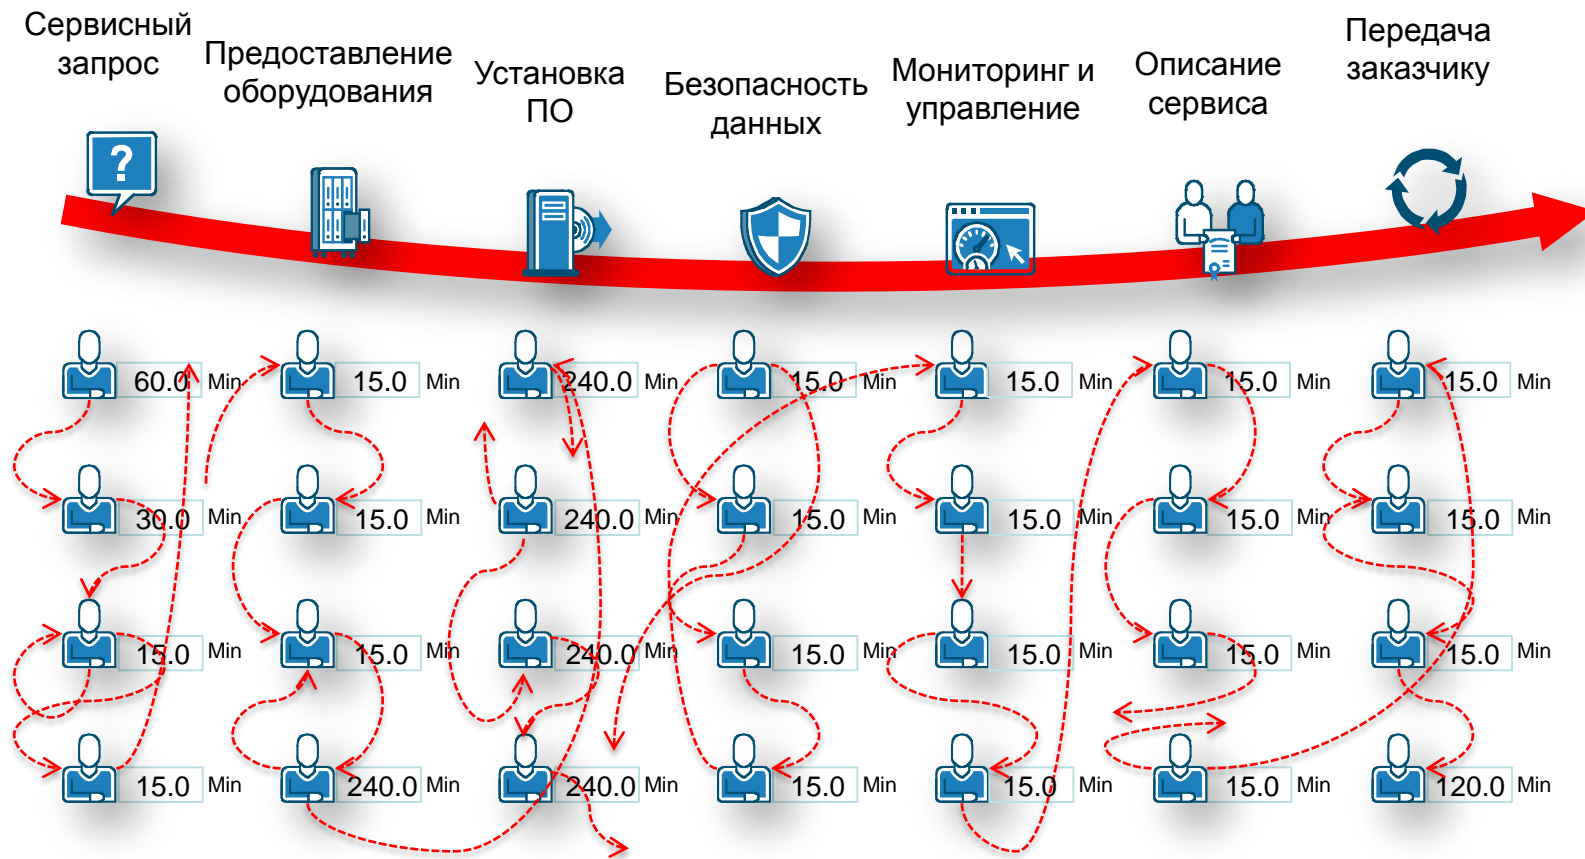 Сервисный
запрос
Предоставление
оборудования
Установка
ПО
Безопасность
данных
Мониторинг и
управление
Описание
сервиса
Передача
заказчику
?
60.0 Min 15.0 Min 240.0 Min 15.0 Min 15.0 Min 15.0 Min 15.0 Min
30.0 Min 15.0 Min 240.0 Min 15.0 Min 15.0 Min 15.0 Min 15.0 Min
15.0 Min 15.0 Min 240.0 Min 15.0 Min 15.0 Min 15.0 Min 15.0 Min
15.0 Min 240.0 Min 240.0 Min 15.0 Min 15.0 Min 15.0 Min 120.0 Min